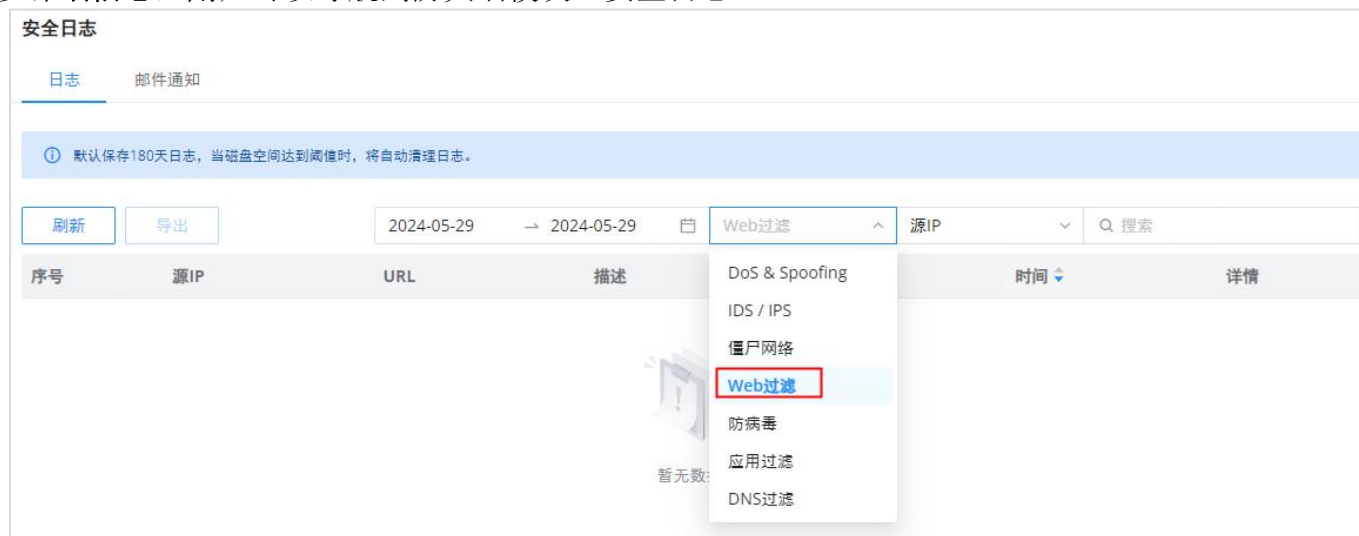 安全日志
日志 邮件通知
默认保存180天日志，当磁盘空间达到阈值时，将自动清理日志。
刷新 导出 2024-05-29 → 2024-05-29 Web过滤 源IP 搜索
序号 源IP URL 描述 时间 详情
DoS & Spoofing
IDS / IPS
僵尸网络
Web过滤
防病毒
应用过滤
DNS过滤
暂无数